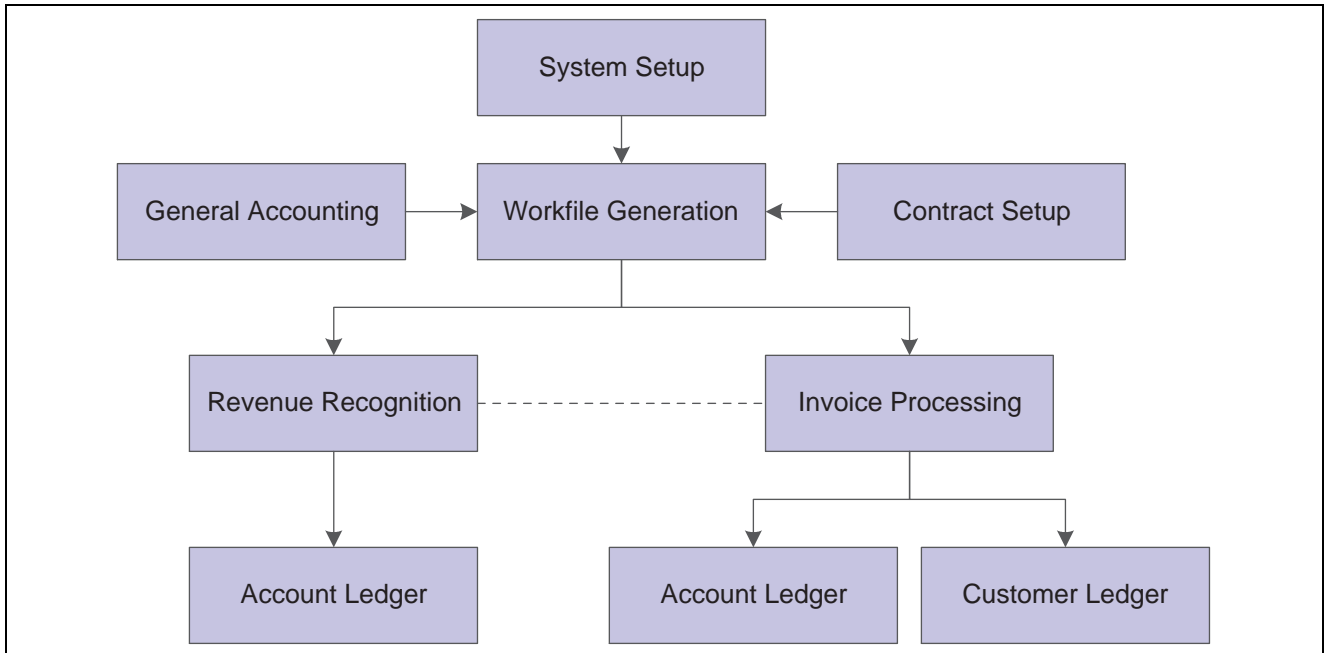 System Setup
General Accounting
Workfile Generation
Contract Setup
Revenue Recognition
Invoice Processing
Account Ledger
Account Ledger
Customer Ledger